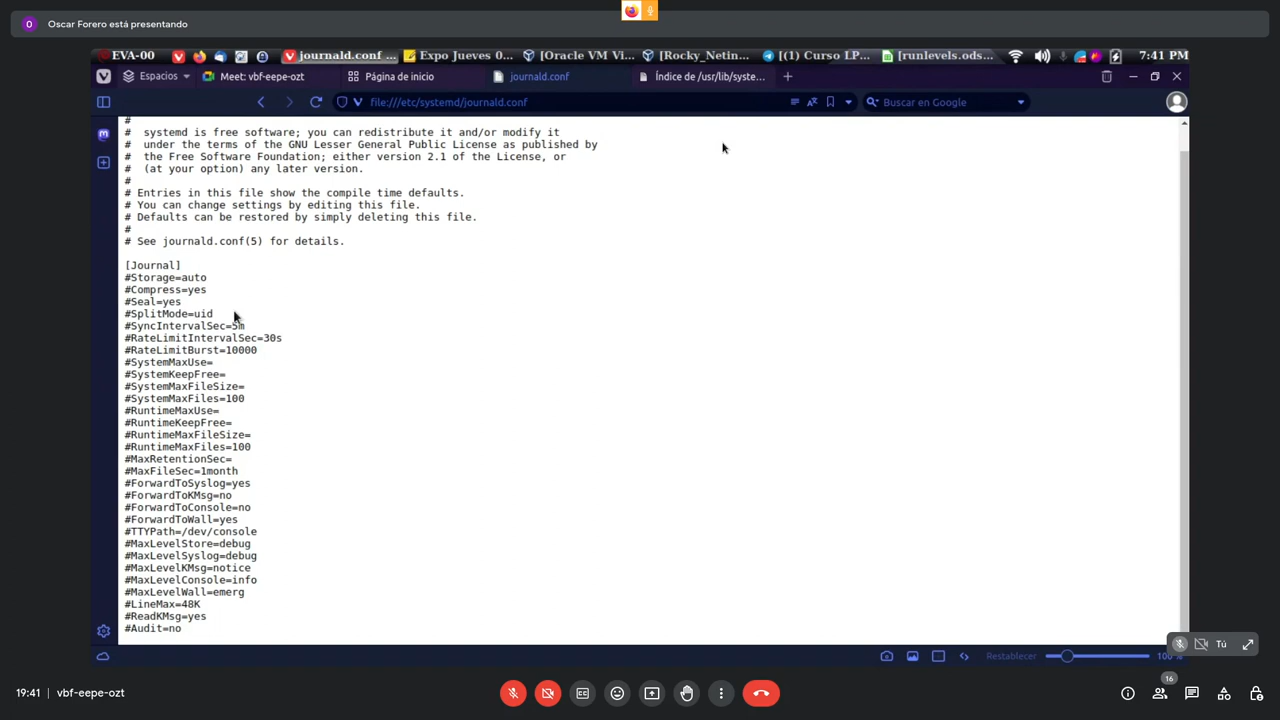 O Oscar Forero está presentando
EVA-00 journald.conf ... Expo Jueves 0... [Oracle VM Vi... [Rocky_Netin... [(1) Curso LP... [runlevels.ods... 7:41 PM
Espacios Meet: vbf-eepe-ozt Página de inicio journald.conf Índice de /usr/lib/syste...
file:///etc/systemd/journald.conf Buscar en Google
#
#  systemd is free software; you can redistribute it and/or modify it
#  under the terms of the GNU Lesser General Public License as published by
#  the Free Software Foundation; either version 2.1 of the License, or
#  (at your option) any later version.
#
# Entries in this file show the compile time defaults.
# You can change settings by editing this file.
# Defaults can be restored by simply deleting this file.
#
# See journald.conf(5) for details.
[Journal]
#Storage=auto
#Compress=yes
#Seal=yes
#SplitMode=uid
#SyncIntervalSec=5m
#RateLimitIntervalSec=30s
#RateLimitBurst=10000
#SystemMaxUse=
#SystemKeepFree=
#SystemMaxFileSize=
#SystemMaxFiles=100
#RuntimeMaxUse=
#RuntimeKeepFree=
#RuntimeMaxFileSize=
#RuntimeMaxFiles=100
#MaxRetentionSec=
#MaxFileSec=1month
#ForwardToSyslog=yes
#ForwardToKMsg=no
#ForwardToConsole=no
#ForwardToWall=yes
#TTYPath=/dev/console
#MaxLevelStore=debug
#MaxLevelSyslog=debug
#MaxLevelKMsg=notice
#MaxLevelConsole=info
#MaxLevelWall=emerg
#LineMax=48K
#ReadKMsg=yes
#Audit=no
Tú
Restablecer 100 %
19:41 vbf-eepe-ozt 16